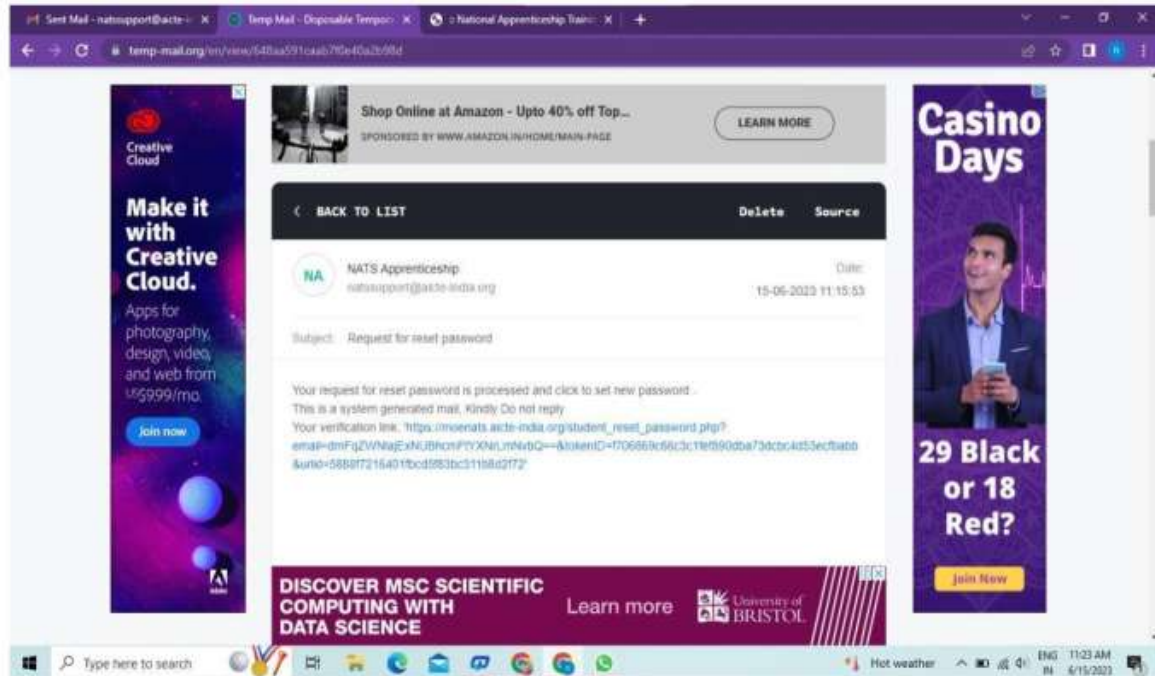 Sent Mail - natssupport@aicte-i
Temp Mail - Disposable Tempora
National Apprenticeship Traini
temp-mail.org/en/view/
Creative
Cloud
Make it
with
Creative
Cloud.
Apps for
photography,
design, video,
and web from
US$999/mo.
Join now
Adobe
Shop Online at Amazon - Upto 40% off Top...
SPONSORED BY WWW.AMAZON.IN/HOME/MAIN-PAGE
LEARN MORE
BACK TO LIST
Delete Source
NA
NATS Apprenticeship
natssupport@aicte-india.org
Date:
15-06-2023 11:15:53
Subject: Request for reset password
Your request for reset password is processed and click to set new password .
This is a system generated mail, Kindly Do not reply
Your verification link: 'https://moenats.aicte-india.org/student_reset_password.php?
DISCOVER MSC SCIENTIFIC
COMPUTING WITH
DATA SCIENCE
Learn more
University of
BRISTOL
Casino
Days
29 Black
or 18
Red?
Join Now
Type here to search
Hot weather
ENG
IN
11:23 AM
6/15/2023